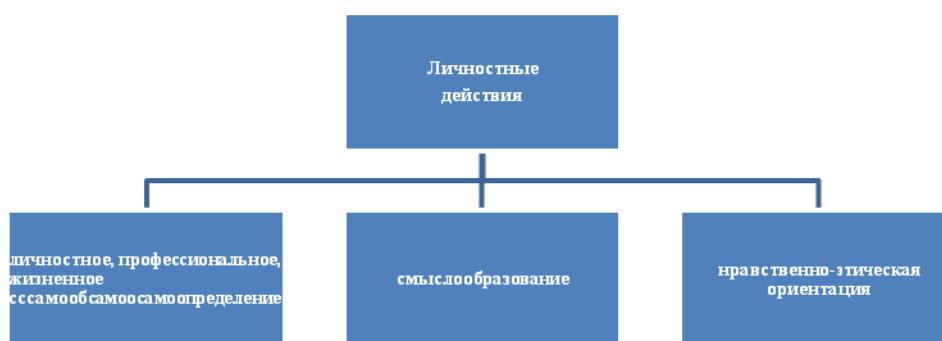 Личностные
действия
личностное, профессиональное,
жизненное
сссамообсамоосамоопределение
смыслообразование
нравственно-этическая
ориентация